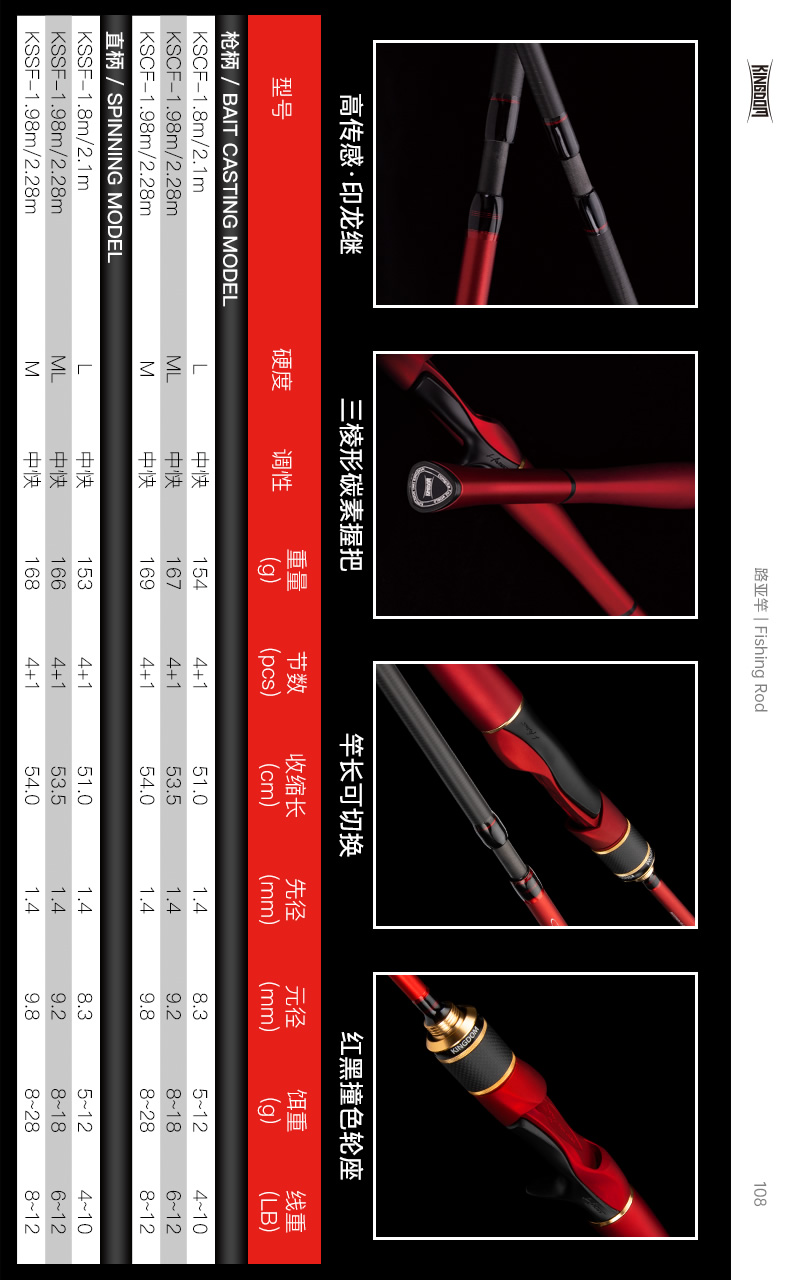 KINGDOM
路亚竿 | Fishing Rod
108
KINGDOM
KINGDOM
高传感·印龙继
三棱形碳素握把
竿长可切换
红黑撞色轮座
型号 硬度 调性 重量(g) 节数(pcs) 收缩长(cm) 先径(mm) 元径(mm) 饵重(g) 线重(LB)
枪柄 / BAIT CASTING MODEL
KSCF-1.8m/2.1m L 中快 154 4+1 51.0 1.4 8.3 5~12 4~10
KSCF-1.98m/2.28m ML 中快 167 4+1 53.5 1.4 9.2 8~18 6~12
KSCF-1.98m/2.28m M 中快 169 4+1 54.0 1.4 9.8 8~28 8~12
直柄 / SPINNING MODEL
KSSF-1.8m/2.1m L 中快 153 4+1 51.0 1.4 8.3 5~12 4~10
KSSF-1.98m/2.28m ML 中快 166 4+1 53.5 1.4 9.2 8~18 6~12
KSSF-1.98m/2.28m M 中快 168 4+1 54.0 1.4 9.8 8~28 8~12